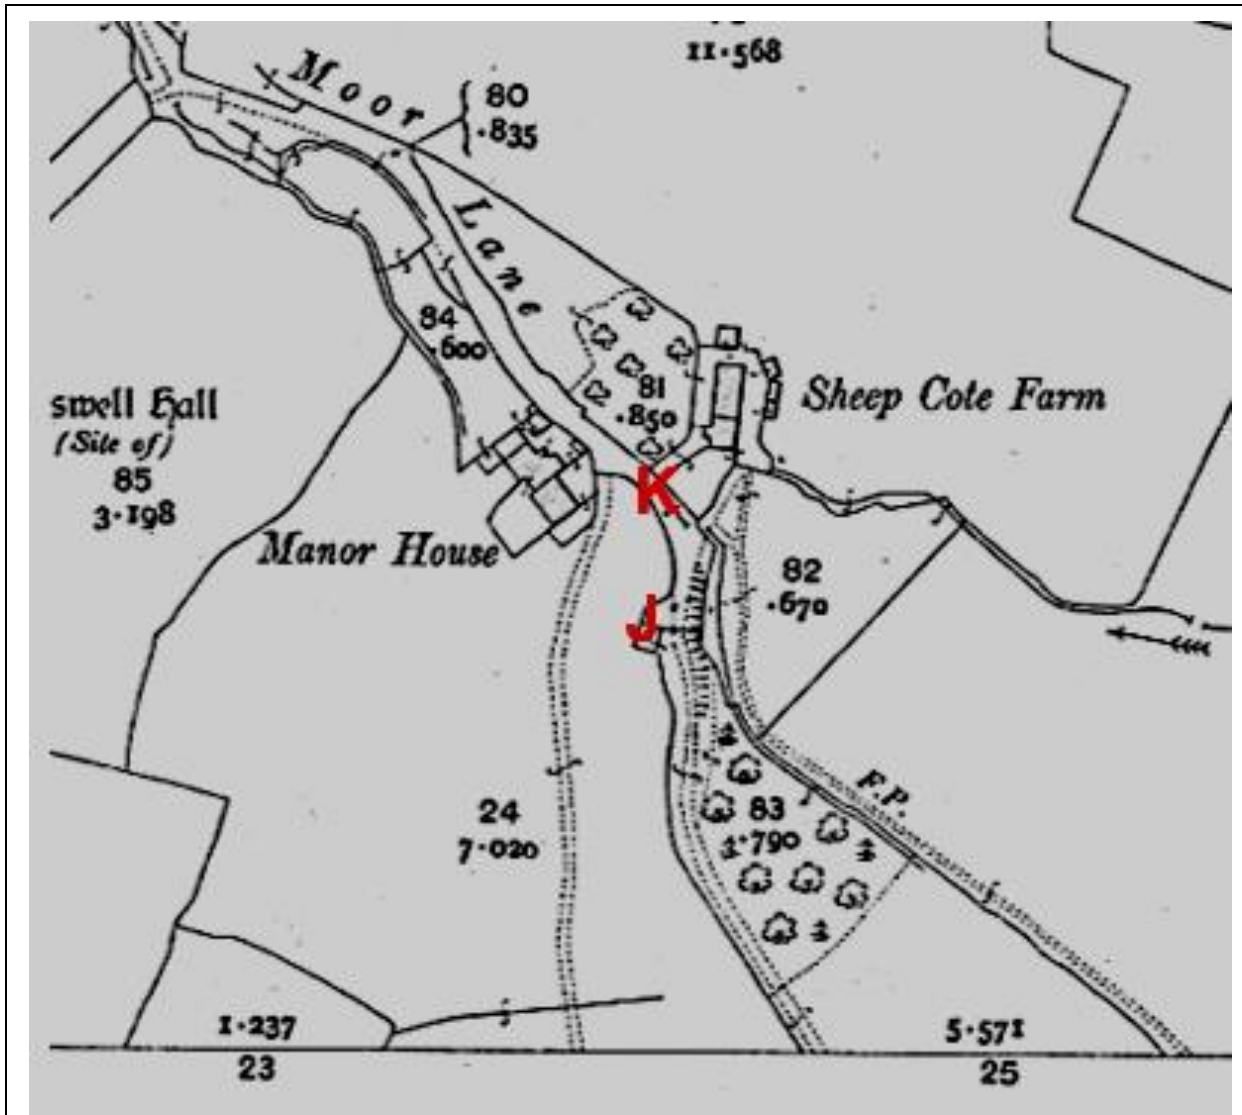 11·568
Moor
80
·835
Lane
84
·600
81
·850
Sheep Cote Farm
swell Hall
(Site of)
85
3·198
K
Manor House
82
·670
J
F.P.
24
7·020
83
1·790
1·237
5·571
23
25